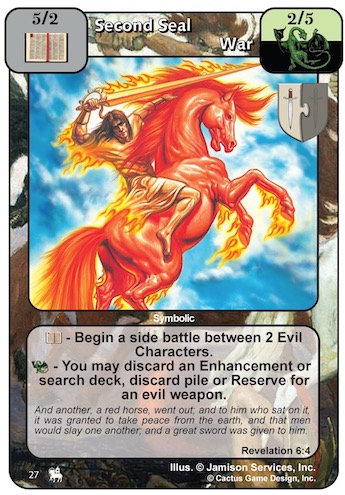 5/2
2/5
Second Seal
War
Symbolic
- Begin a side battle between 2 Evil
Characters.
- You may discard an Enhancement or
search deck, discard pile or Reserve for
an evil weapon.
And another, a red horse, went out; and to him who sat on it,
it was granted to take peace from the earth, and that men
would slay one another; and a great sword was given to him.
Revelation 6:4
Illus. © Jamison Services, Inc.
27
© Cactus Game Design, Inc.